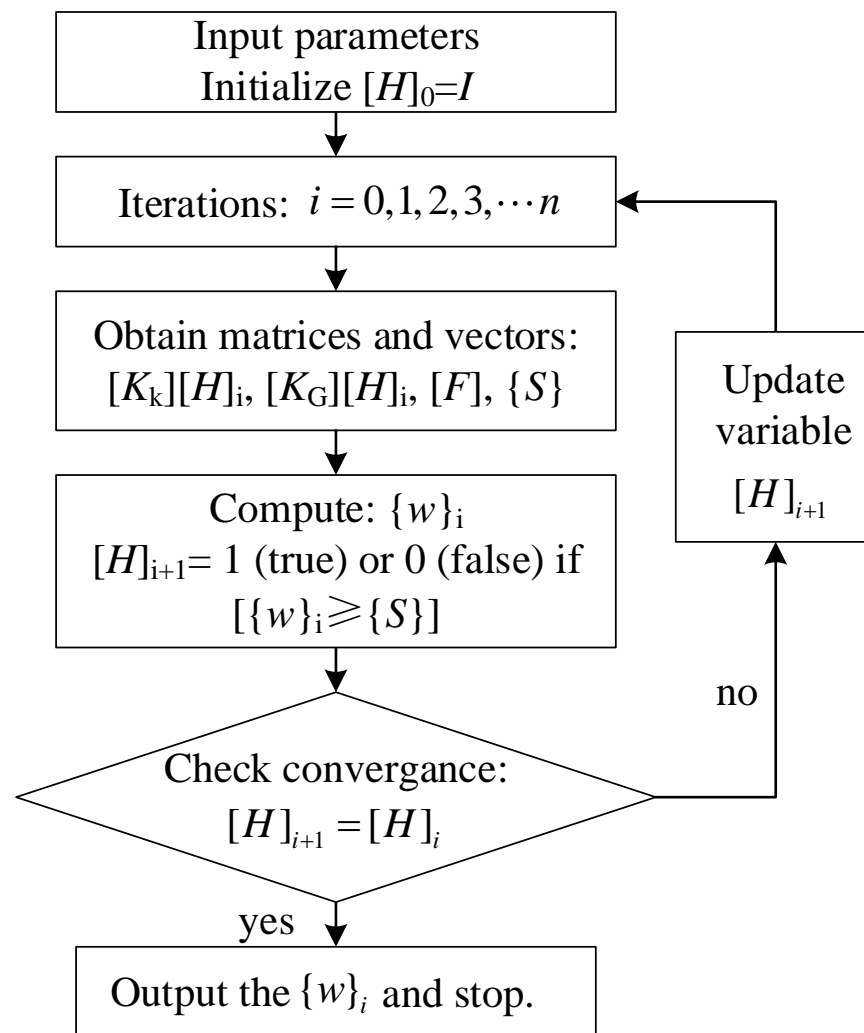 Input parameters
Initialize [H]₀=I
Iterations: i = 0,1,2,3,⋯n
Obtain matrices and vectors:
[Kₖ][H]ᵢ, [K_G][H]ᵢ, [F], {S}
Compute: {w}ᵢ
[H]ᵢ₊₁= 1 (true) or 0 (false) if
[{w}ᵢ⩾{S}]
Check convergance:
[H]ᵢ₊₁ = [H]ᵢ
no
Update
variable
[H]ᵢ₊₁
yes
Output the {w}ᵢ and stop.